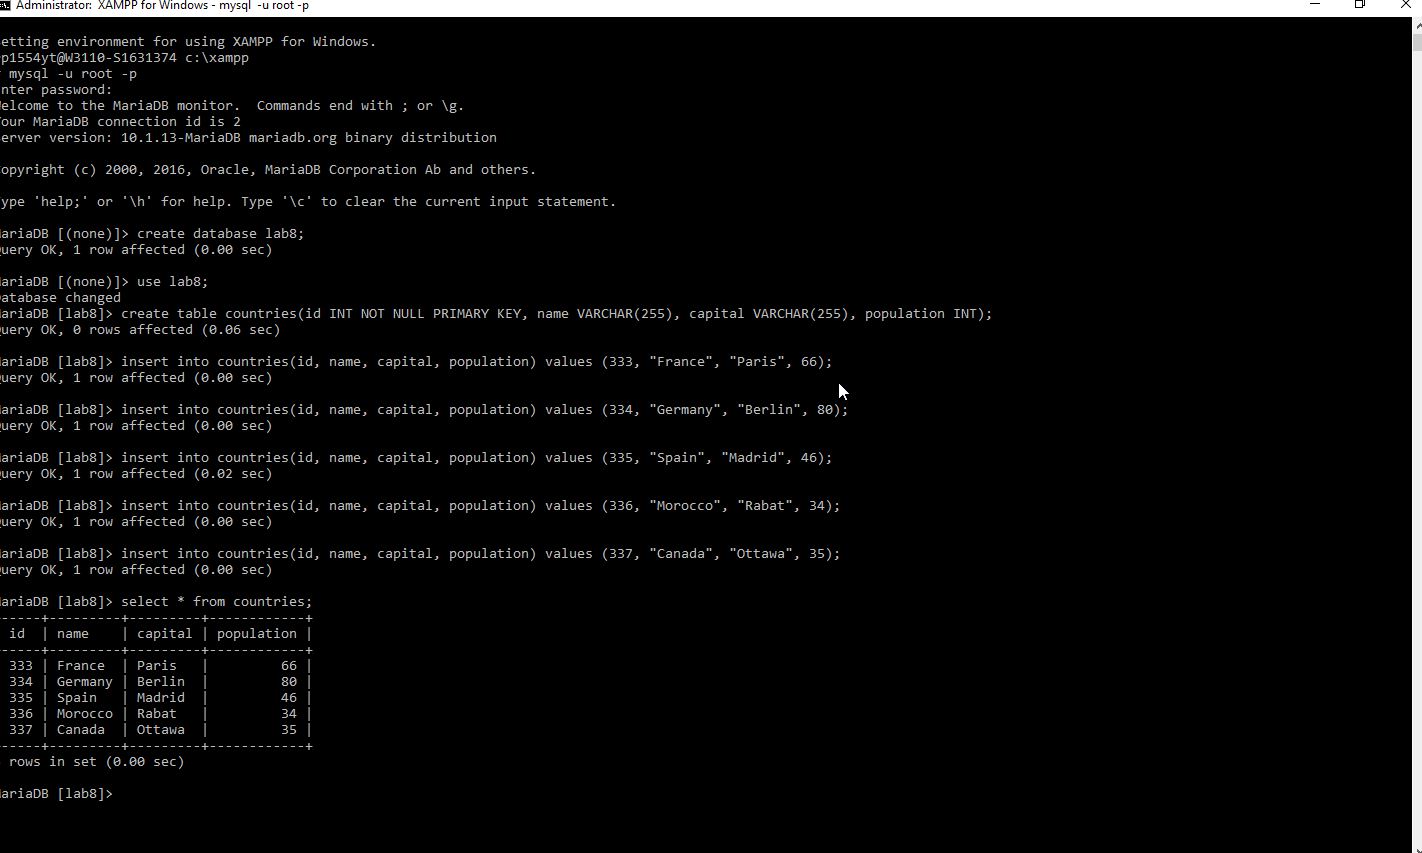 Administrator: XAMPP for Windows - mysql  -u root -p
etting environment for using XAMPP for Windows.
p1554yt@W3110-S1631374 c:\xampp
mysql -u root -p
nter password:
elcome to the MariaDB monitor.  Commands end with ; or \g.
our MariaDB connection id is 2
erver version: 10.1.13-MariaDB mariadb.org binary distribution
opyright (c) 2000, 2016, Oracle, MariaDB Corporation Ab and others.
ype 'help;' or '\h' for help. Type '\c' to clear the current input statement.
ariaDB [(none)]> create database lab8;
uery OK, 1 row affected (0.00 sec)
ariaDB [(none)]> use lab8;
atabase changed
ariaDB [lab8]> create table countries(id INT NOT NULL PRIMARY KEY, name VARCHAR(255), capital VARCHAR(255), population INT);
uery OK, 0 rows affected (0.06 sec)
ariaDB [lab8]> insert into countries(id, name, capital, population) values (333, "France", "Paris", 66);
uery OK, 1 row affected (0.00 sec)
ariaDB [lab8]> insert into countries(id, name, capital, population) values (334, "Germany", "Berlin", 80);
uery OK, 1 row affected (0.00 sec)
ariaDB [lab8]> insert into countries(id, name, capital, population) values (335, "Spain", "Madrid", 46);
uery OK, 1 row affected (0.02 sec)
ariaDB [lab8]> insert into countries(id, name, capital, population) values (336, "Morocco", "Rabat", 34);
uery OK, 1 row affected (0.00 sec)
ariaDB [lab8]> insert into countries(id, name, capital, population) values (337, "Canada", "Ottawa", 35);
uery OK, 1 row affected (0.00 sec)
ariaDB [lab8]> select * from countries;
-----+---------+---------+------------+
id  | name    | capital | population |
-----+---------+---------+------------+
333 | France  | Paris   |         66 |
334 | Germany | Berlin  |         80 |
335 | Spain   | Madrid  |         46 |
336 | Morocco | Rabat   |         34 |
337 | Canada  | Ottawa  |         35 |
-----+---------+---------+------------+
rows in set (0.00 sec)
ariaDB [lab8]>